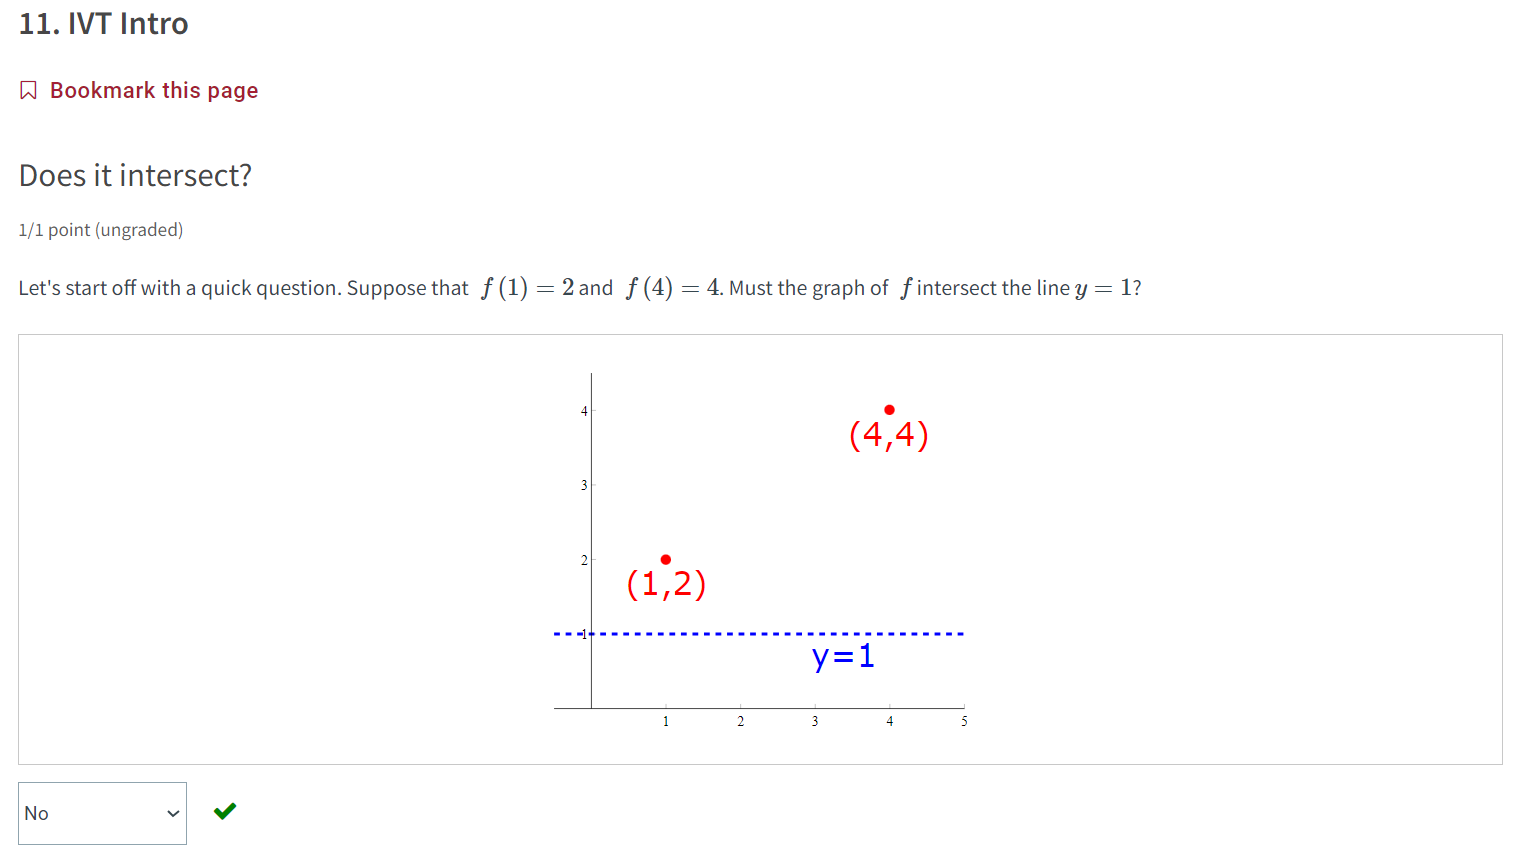 11. IVT Intro
Bookmark this page
Does it intersect?
1/1 point (ungraded)
Let's start off with a quick question. Suppose that f (1) = 2 and f (4) = 4. Must the graph of f intersect the line y = 1?
4
(4,4)
3
2
(1,2)
1
y=1
1 2 3 4 5
No